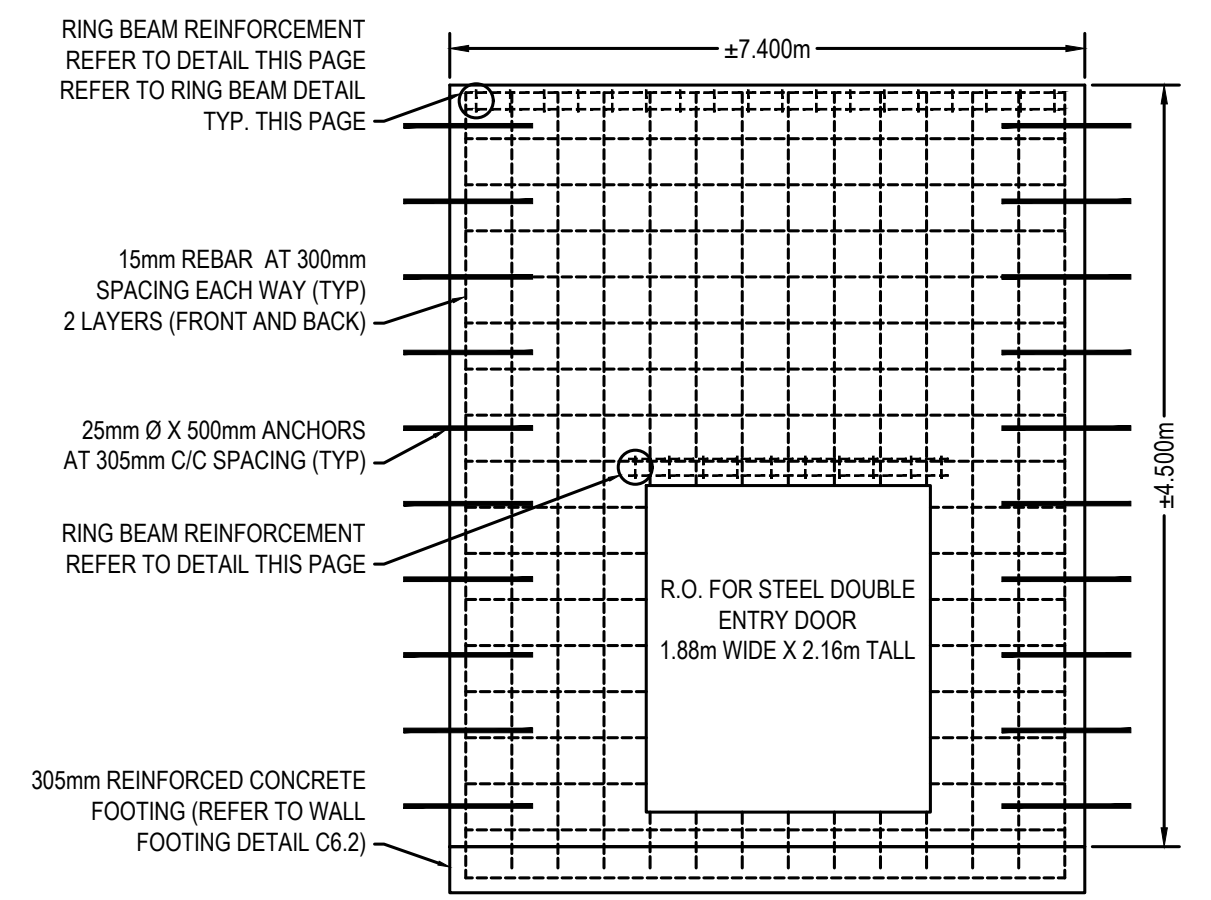 RING BEAM REINFORCEMENT
REFER TO DETAIL THIS PAGE
REFER TO RING BEAM DETAIL
TYP. THIS PAGE
±7.400m
15mm REBAR AT 300mm
SPACING EACH WAY (TYP)
2 LAYERS (FRONT AND BACK)
25mm Ø X 500mm ANCHORS
AT 305mm C/C SPACING (TYP)
±4.500m
RING BEAM REINFORCEMENT
REFER TO DETAIL THIS PAGE
R.O. FOR STEEL DOUBLE
ENTRY DOOR
1.88m WIDE X 2.16m TALL
305mm REINFORCED CONCRETE
FOOTING (REFER TO WALL
FOOTING DETAIL C6.2)